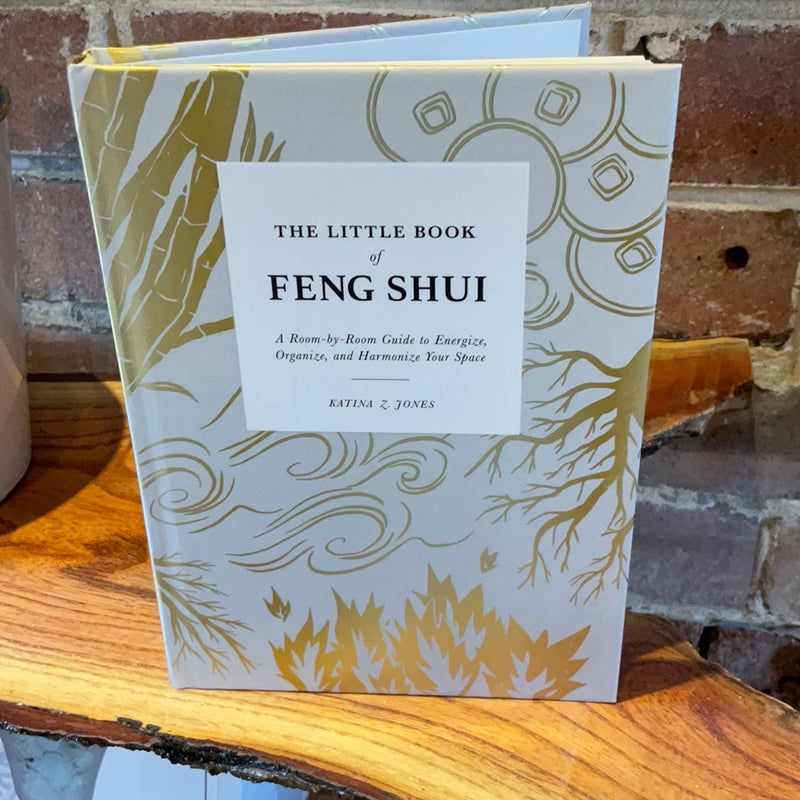 THE LITTLE BOOK
of
FENG SHUI
A Room-by-Room Guide to Energize,
Organize, and Harmonize Your Space
KATINA Z. JONES